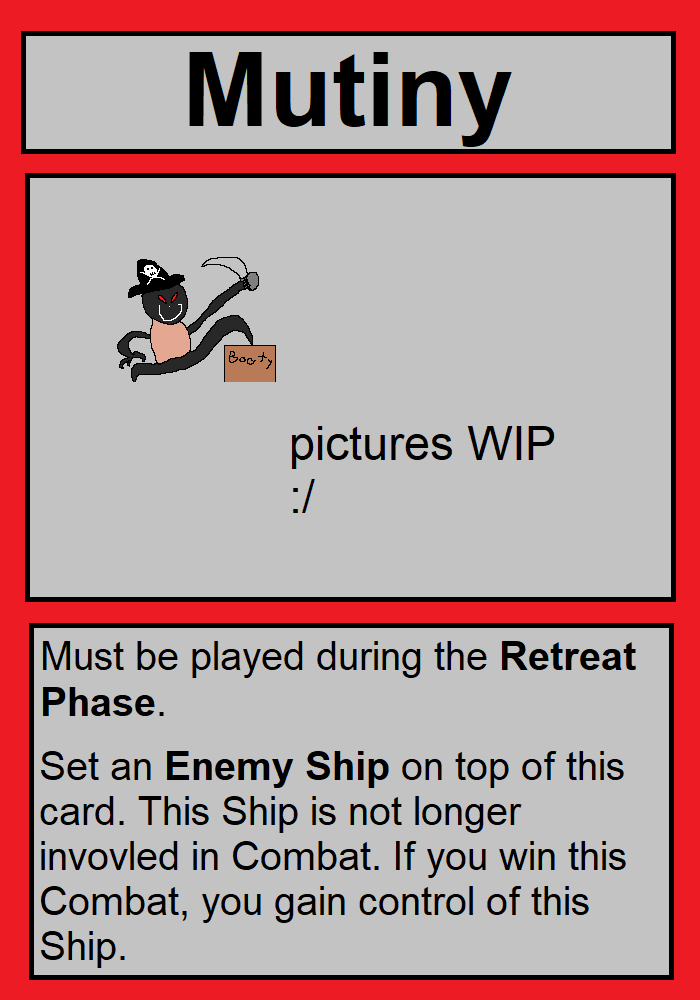 Mutiny
Booty
pictures WIP
:/
Must be played during the Retreat
Phase.
Set an Enemy Ship on top of this
card. This Ship is not longer
invovled in Combat. If you win this
Combat, you gain control of this
Ship.